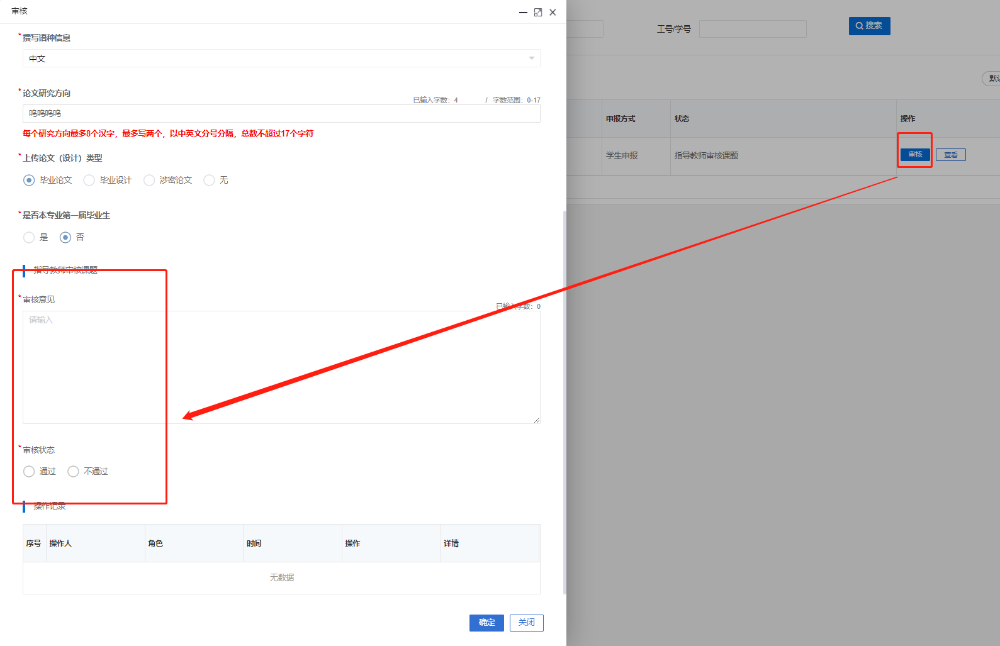 审核
*撰写语种信息
中文
*论文研究方向
已输入字数：4 / 字数范围：0-17
呜呜呜呜
每个研究方向最多8个汉字，最多写两个，以中英文分号分隔，总数不超过17个字符
*上传论文（设计）类型
毕业论文 毕业设计 涉密论文 无
*是否本专业第一届毕业生
是 否
指导教师审核课题
*审核意见
已输入字数：0
请输入
*审核状态
通过 不通过
操作记录
序号 操作人 角色 时间 操作 详情
无数据
确定 关闭
工号/学号 搜索
默
申报方式 状态 操作
学生申报 指导教师审核课题 审核 查看